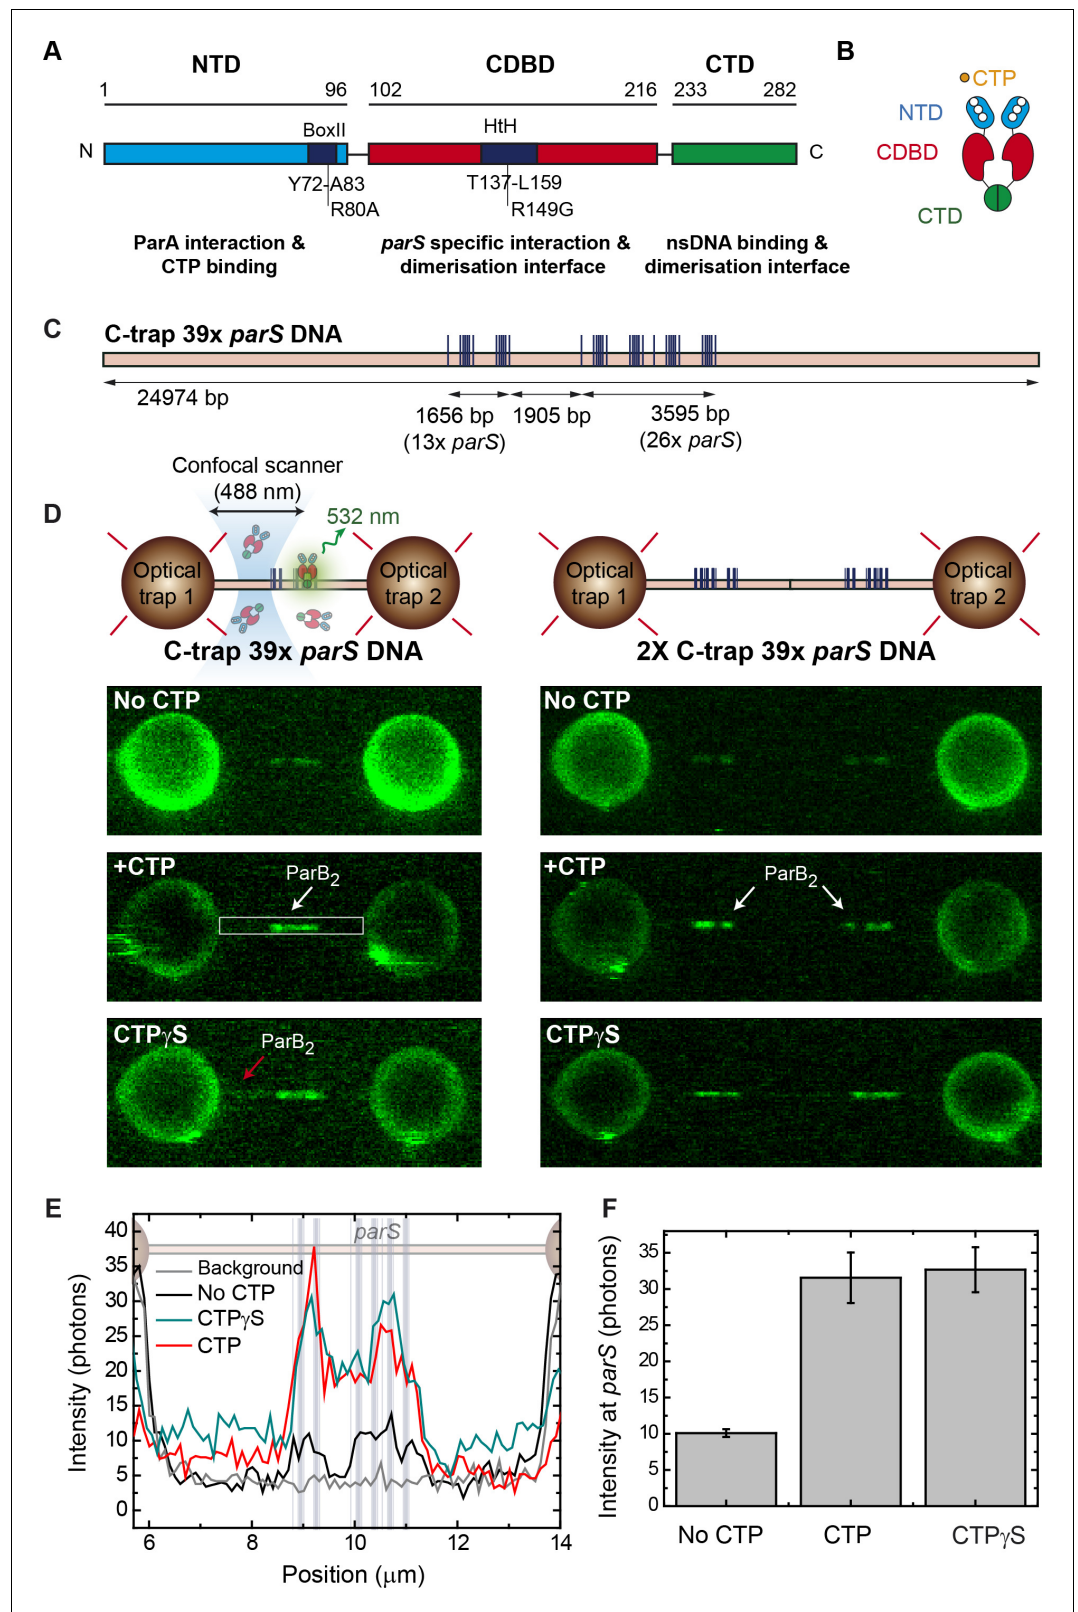 A
NTD
CDBD
CTD
1
96
102
216
233
282
N
BoxII
HtH
C
Y72-A83
T137-L159
R80A
R149G
ParA interaction &
CTP binding
parS specific interaction &
dimerisation interface
nsDNA binding &
dimerisation interface
B
CTP
NTD
CDBD
CTD
C
C-trap 39x parS DNA
24974 bp
1656 bp
(13x parS)
1905 bp
3595 bp
(26x parS)
D
Confocal scanner
(488 nm)
532 nm
Optical
trap 1
Optical
trap 2
C-trap 39x parS DNA
Optical
trap 1
Optical
trap 2
2X C-trap 39x parS DNA
No CTP
No CTP
+CTP
ParB2
+CTP
ParB2
CTPγS
ParB2
CTPγS
E
parS
Background
No CTP
CTPγS
CTP
Intensity (photons)
40
35
30
25
20
15
10
5
0
6
8
10
12
14
Position (μm)
F
Intensity at parS (photons)
35
30
25
20
15
10
5
0
No CTP
CTP
CTPγS